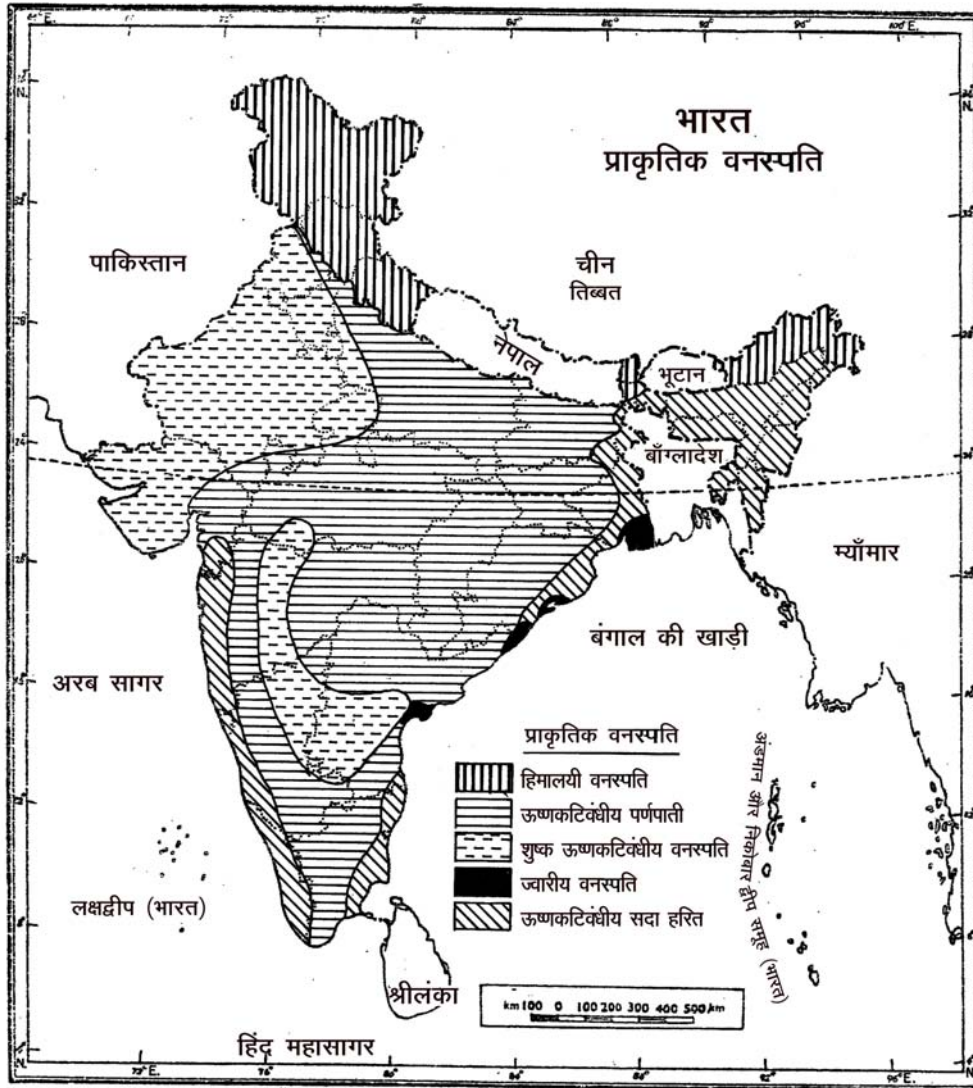 भारत
प्राकृतिक वनस्पति
पाकिस्तान
चीन
तिब्बत
नेपाल
भूटान
बाँग्लादेश
म्याँमार
बंगाल की खाड़ी
अरब सागर
प्राकृतिक वनस्पति
हिमालयी वनस्पति
ऊष्णकटिवंधीय पर्णपाती
शुष्क ऊष्णकटिवंधीय वनस्पति
ज्वारीय वनस्पति
ऊष्णकटिवंधीय सदा हरित
अंडमान और निकोबार द्वीप समूह (भारत)
लक्षद्वीप (भारत)
श्रीलंका
km100 0 100 200 300 400 500 km
हिंद महासागर